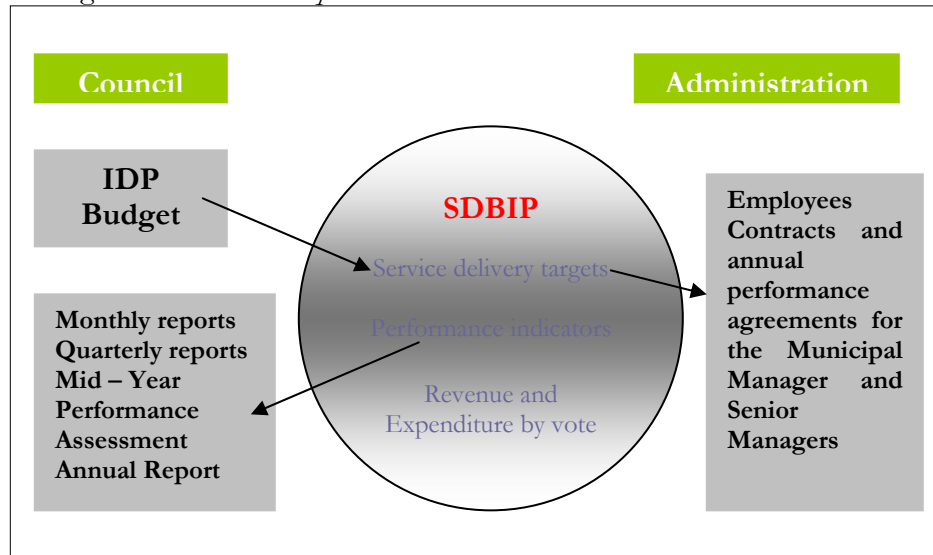 Council
Administration
IDP
Budget
SDBIP
Service delivery targets
Performance indicators
Revenue and
Expenditure by vote
Monthly reports
Quarterly reports
Mid – Year
Performance
Assessment
Annual Report
Employees
Contracts and
annual
performance
agreements for
the Municipal
Manager and
Senior
Managers